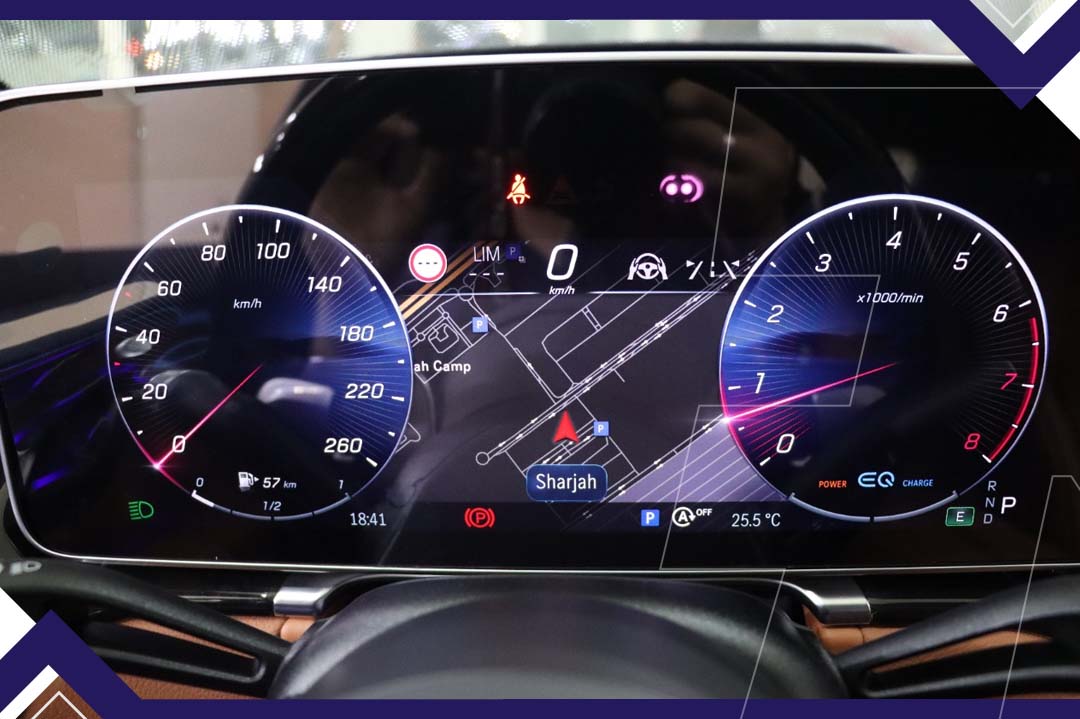 LIM
---
P
0
km/h
20
40
60
80
100
140
180
220
260
km/h
0
0
1/2
1
57 km
18:41
P
ah Camp
P
Sharjah
P
P
A OFF
25.5 °C
0
1
2
3
4
5
6
7
8
x1000/min
POWER EQ CHARGE
E
R
N
D
P